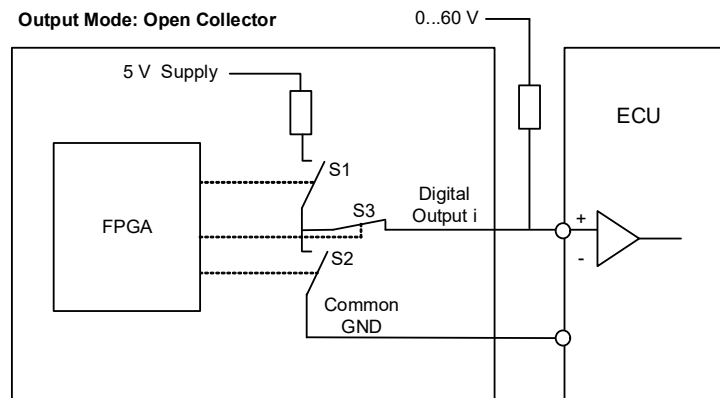 Output Mode: Open Collector
0...60 V
5 V Supply
ECU
S1
Digital
Output i
S3
FPGA
+
-
S2
Common
GND